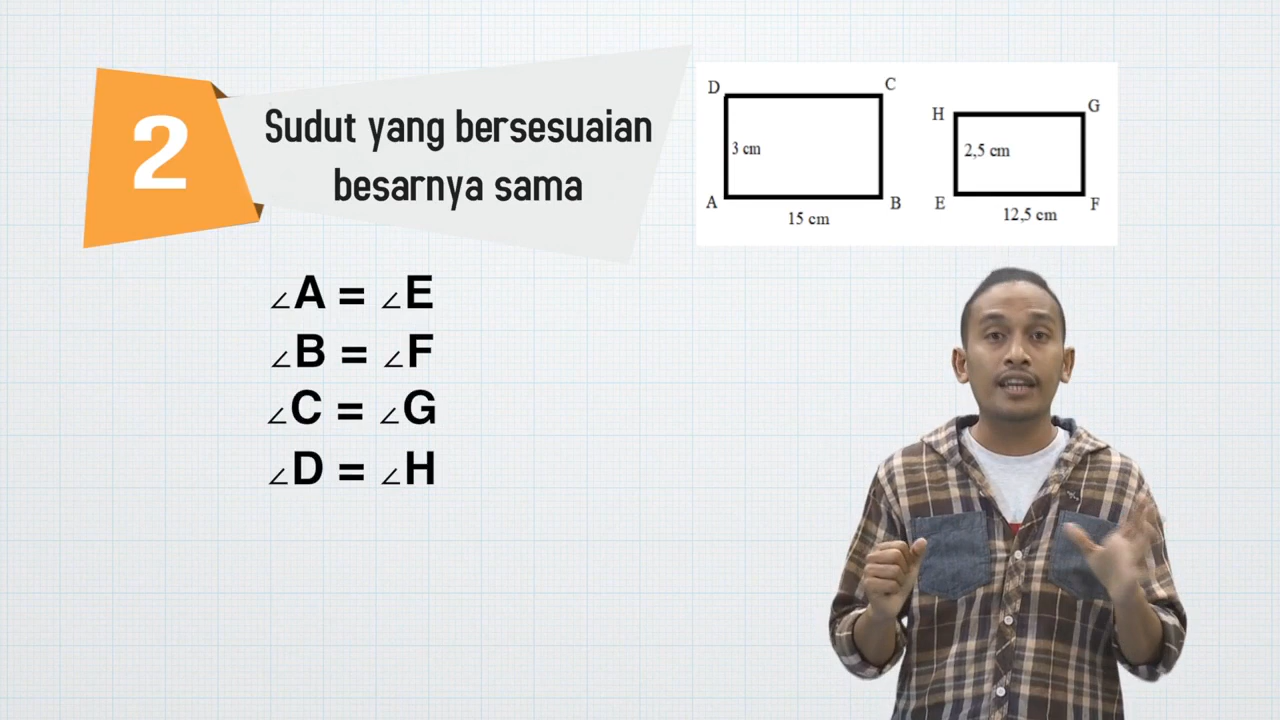 2
Sudut yang bersesuaian
besarnya sama
D
C
3 cm
A
B
15 cm
H
G
2,5 cm
E
F
12,5 cm
∠A = ∠E
∠B = ∠F
∠C = ∠G
∠D = ∠H